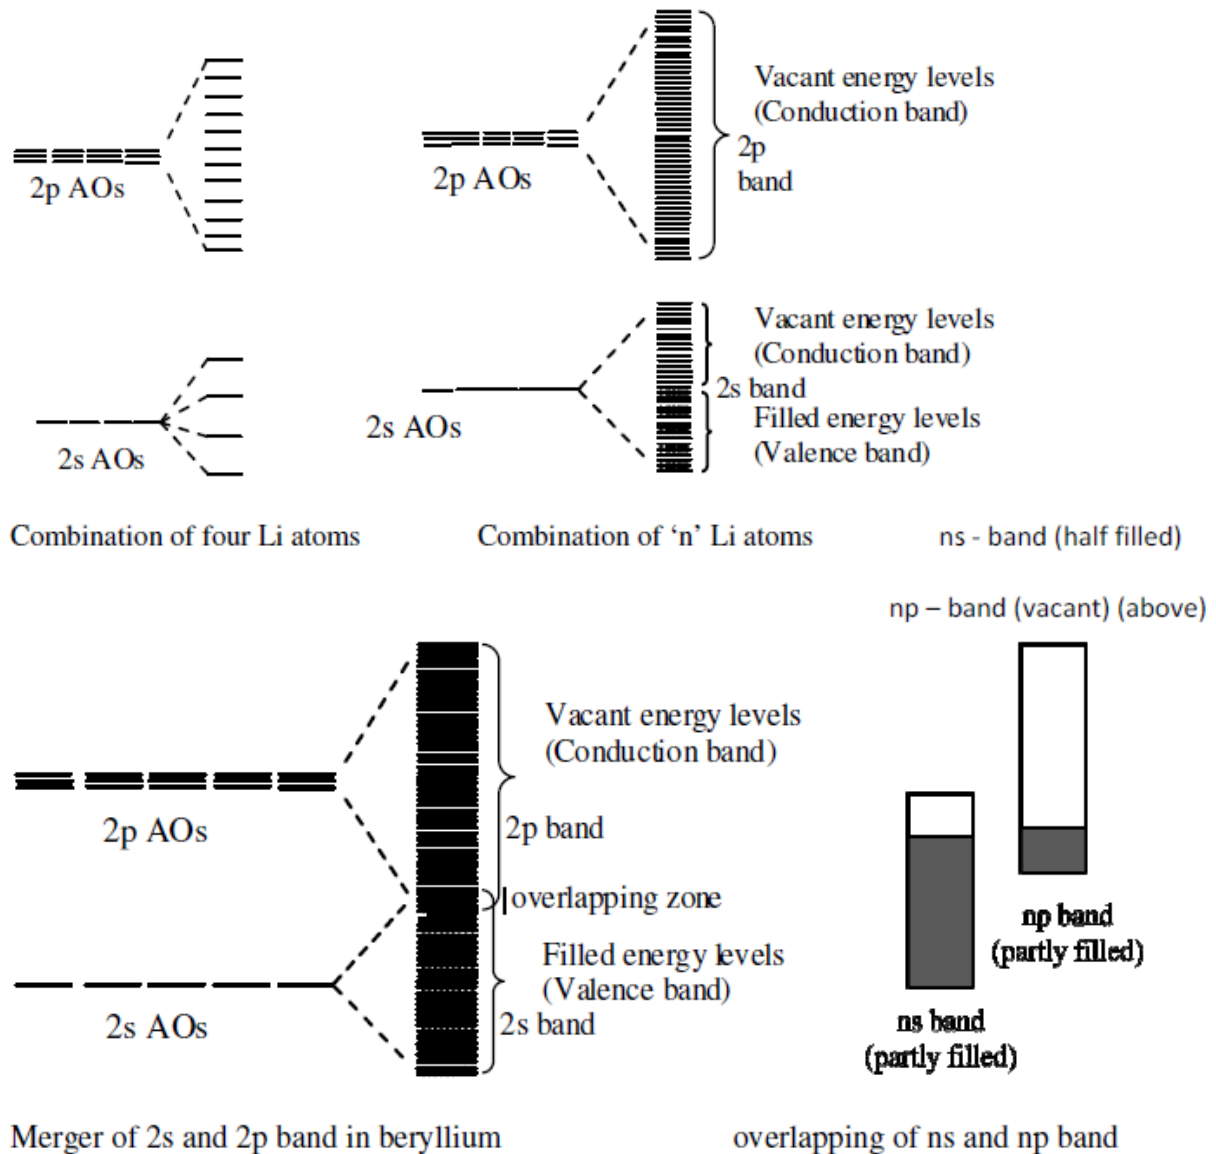 Vacant energy levels
(Conduction band)
2p
band
2p AOs
2p AOs
Vacant energy levels
(Conduction band)
2s band
Filled energy levels
(Valence band)
2s AOs
2s AOs
Combination of four Li atoms
Combination of ‘n’ Li atoms
ns - band (half filled)
np – band (vacant) (above)
Vacant energy levels
(Conduction band)
2p AOs
2p band
overlapping zone
Filled energy levels
(Valence band)
2s band
2s AOs
np band
(partly filled)
ns band
(partly filled)
Merger of 2s and 2p band in beryllium
overlapping of ns and np band